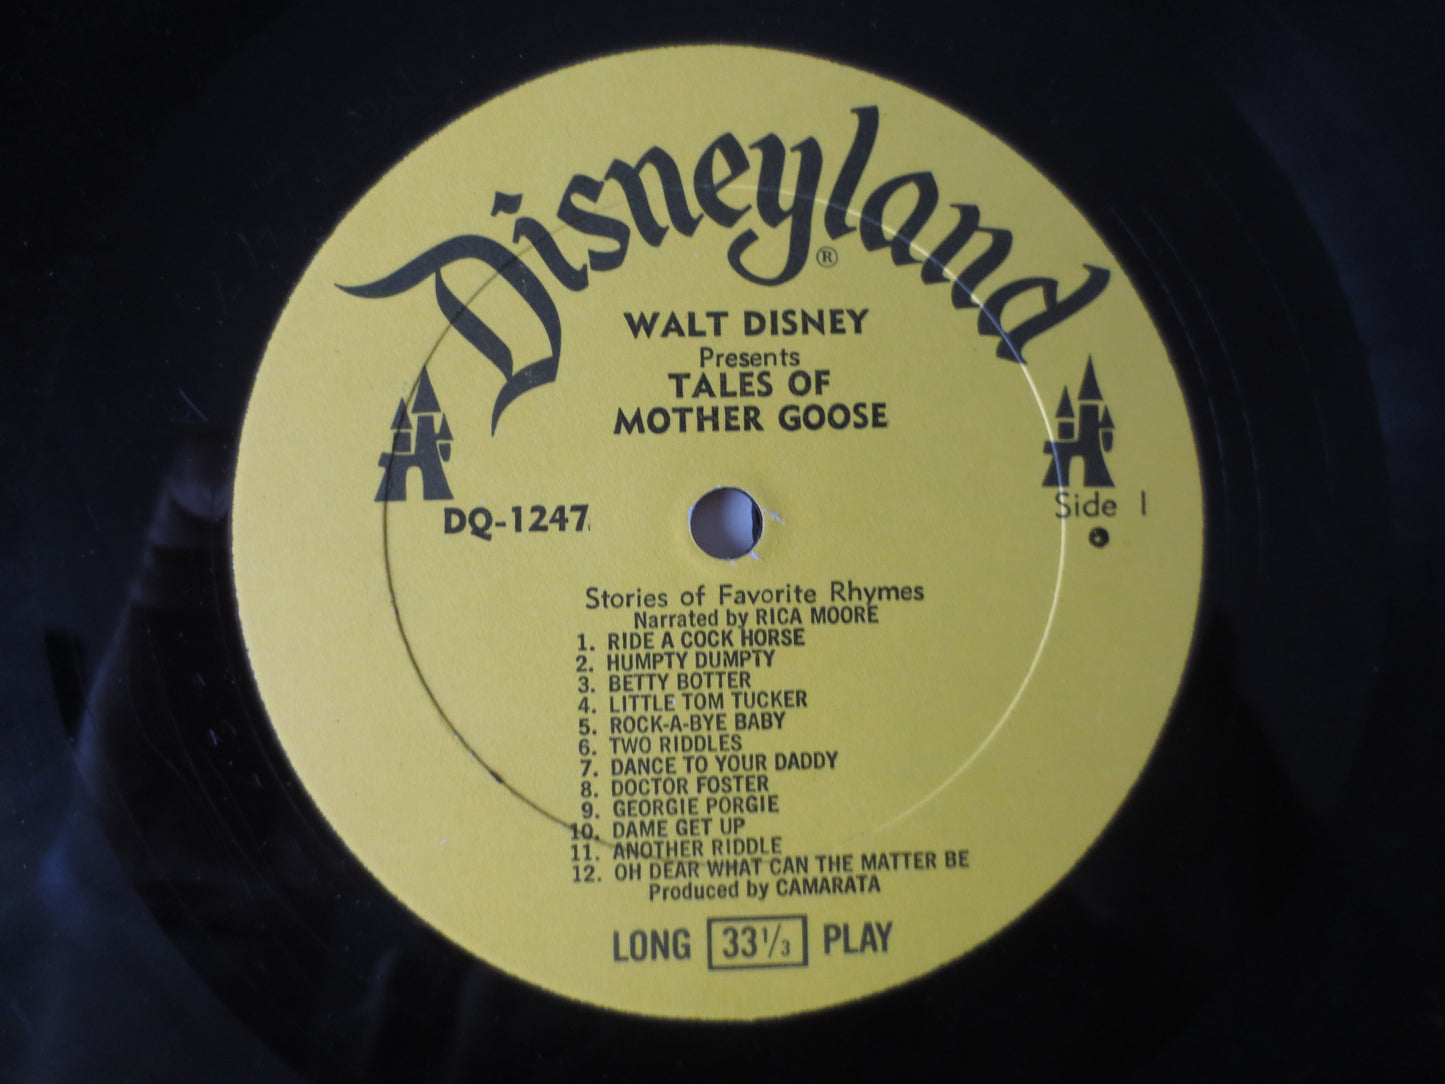 Disneyland®
WALT DISNEY
Presents
TALES OF
MOTHER GOOSE
DQ-1247
Side 1
Stories of Favorite Rhymes
Narrated by RICA MOORE
1. RIDE A COCK HORSE
2. HUMPTY DUMPTY
3. BETTY BOTTER
4. LITTLE TOM TUCKER
5. ROCK-A-BYE BABY
6. TWO RIDDLES
7. DANCE TO YOUR DADDY
8. DOCTOR FOSTER
9. GEORGIE PORGIE
10. DAME GET UP
11. ANOTHER RIDDLE
12. OH DEAR WHAT CAN THE MATTER BE
Produced by CAMARATA
LONG 33⅓ PLAY